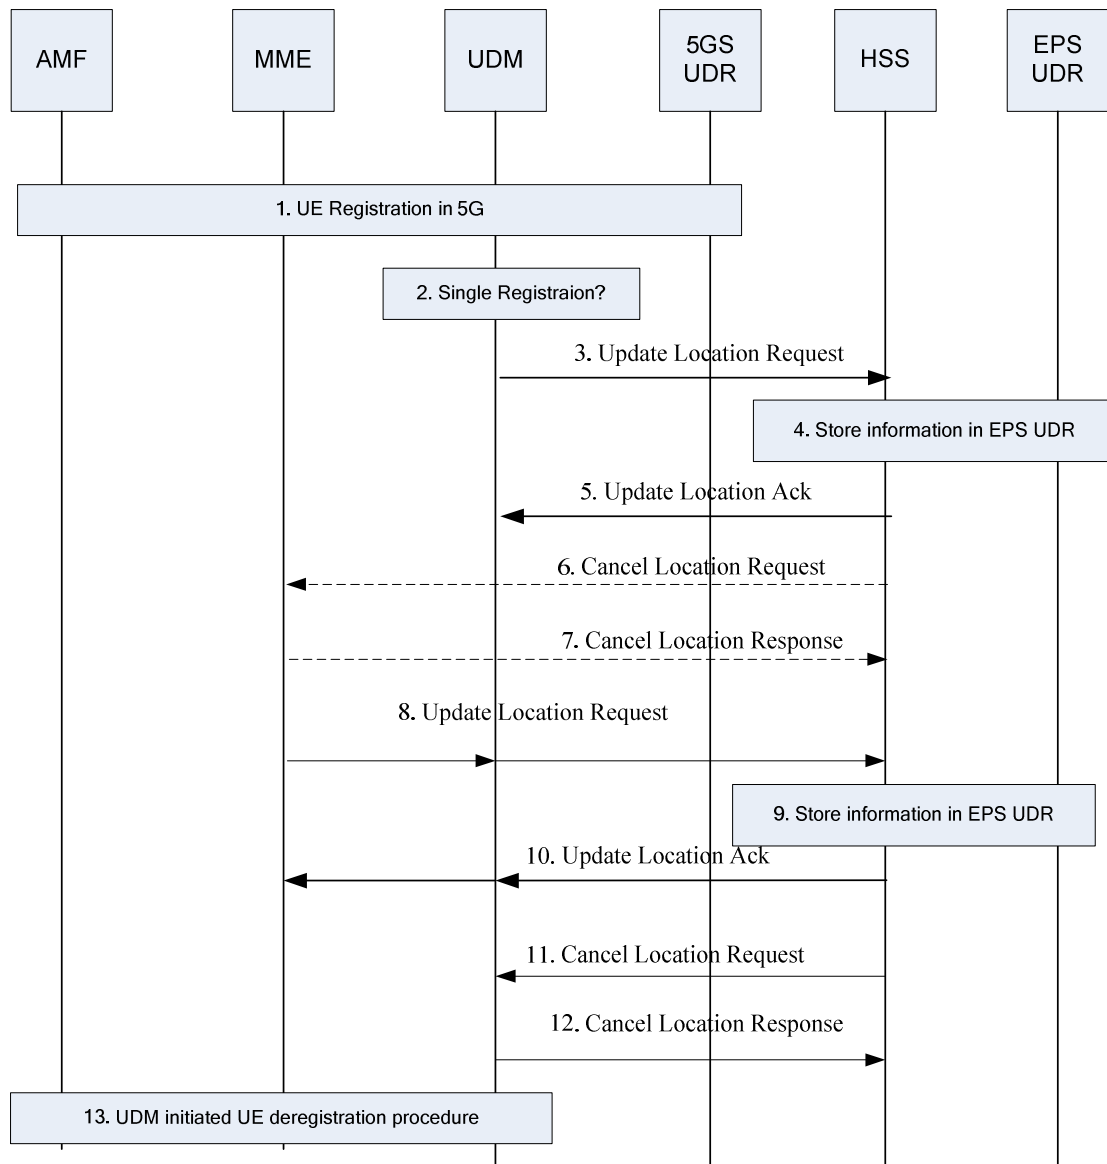 AMF
MME
UDM
5GS
UDR
HSS
EPS
UDR
1. UE Registration in 5G
2. Single Registraion?
3. Update Location Request
4. Store information in EPS UDR
5. Update Location Ack
6. Cancel Location Request
7. Cancel Location Response
8. Update Location Request
9. Store information in EPS UDR
10. Update Location Ack
11. Cancel Location Request
12. Cancel Location Response
13. UDM initiated UE deregistration procedure